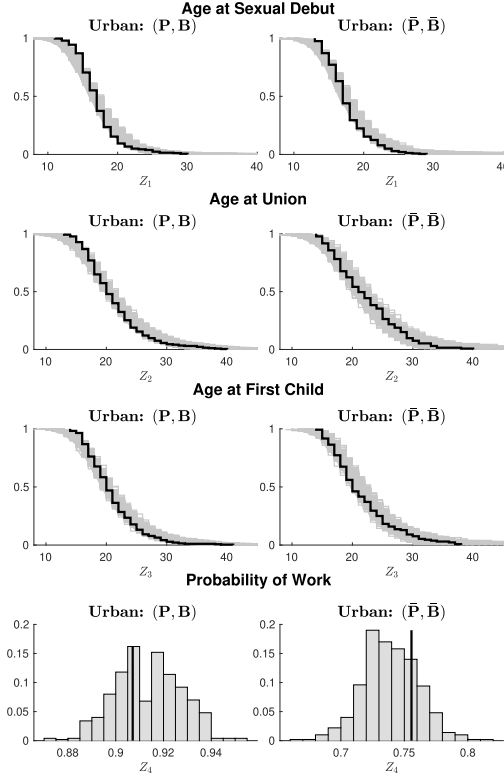 Age at Sexual Debut
Urban: (P, B) Urban: (P̄, B̄)
1 1
0.5 0.5
0 0
10 20 30 40 10 20 30 40
Z₁ Z₁
Age at Union
Urban: (P, B) Urban: (P̄, B̄)
1 1
0.5 0.5
0 0
10 20 30 40 10 20 30 40
Z₂ Z₂
Age at First Child
Urban: (P, B) Urban: (P̄, B̄)
1 1
0.5 0.5
0 0
10 20 30 40 10 20 30 40
Z₃ Z₃
Probability of Work
Urban: (P, B) Urban: (P̄, B̄)
0.2 0.2
0.15 0.15
0.1 0.1
0.05 0.05
0 0
0.88 0.9 0.92 0.94 0.7 0.75 0.8
Z₄ Z₄